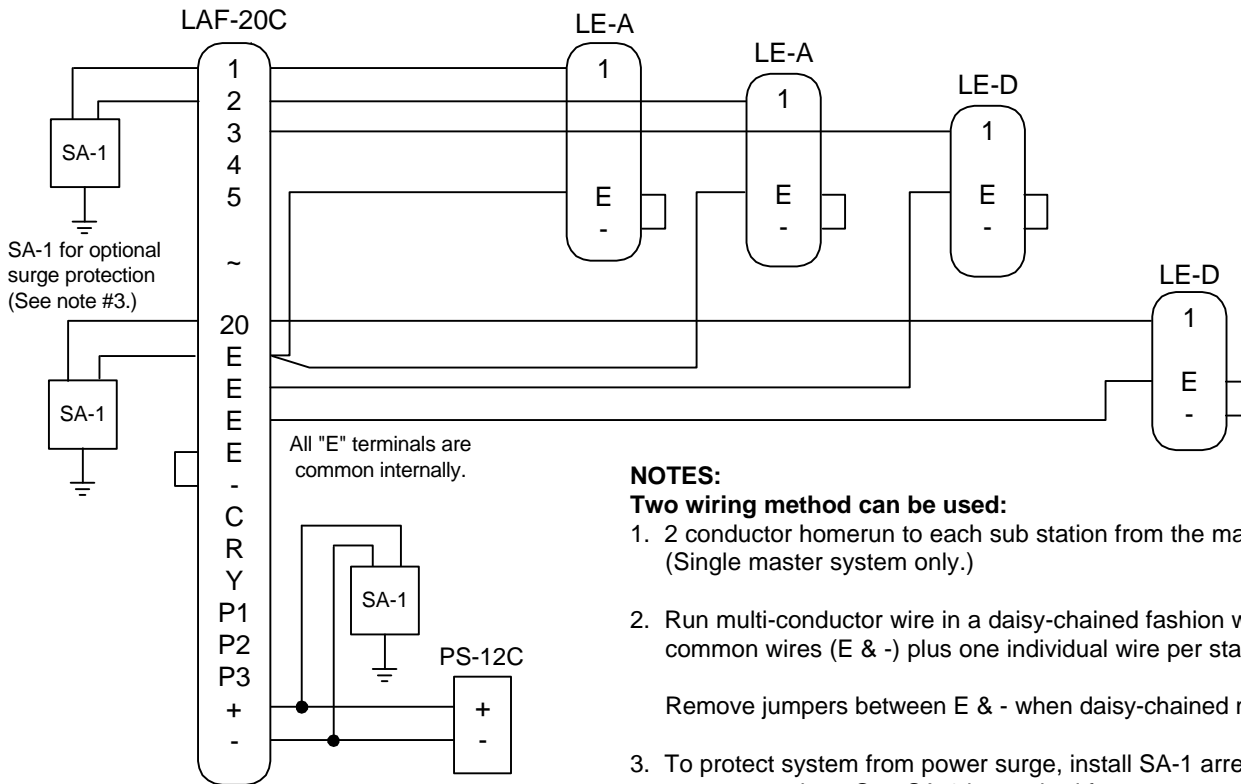 LAF-20C
LE-A
LE-A
LE-D
LE-D
1
2
3
4
5
~
20
E
E
E
E
-
C
R
Y
P1
P2
P3
+
-
1
E
-
1
E
-
1
E
-
1
E
-
SA-1
SA-1 for optional
surge protection
(See note #3.)
SA-1
All "E" terminals are
common internally.
SA-1
PS-12C
+
-
NOTES:
Two wiring method can be used:
1. 2 conductor homerun to each sub station from the
(Single master system only.)
2. Run multi-conductor wire in a daisy-chained fashion
common wires (E & -) plus one individual wire per
Remove jumpers between E & - when daisy-chained
3. To protect system from power surge, install SA-1